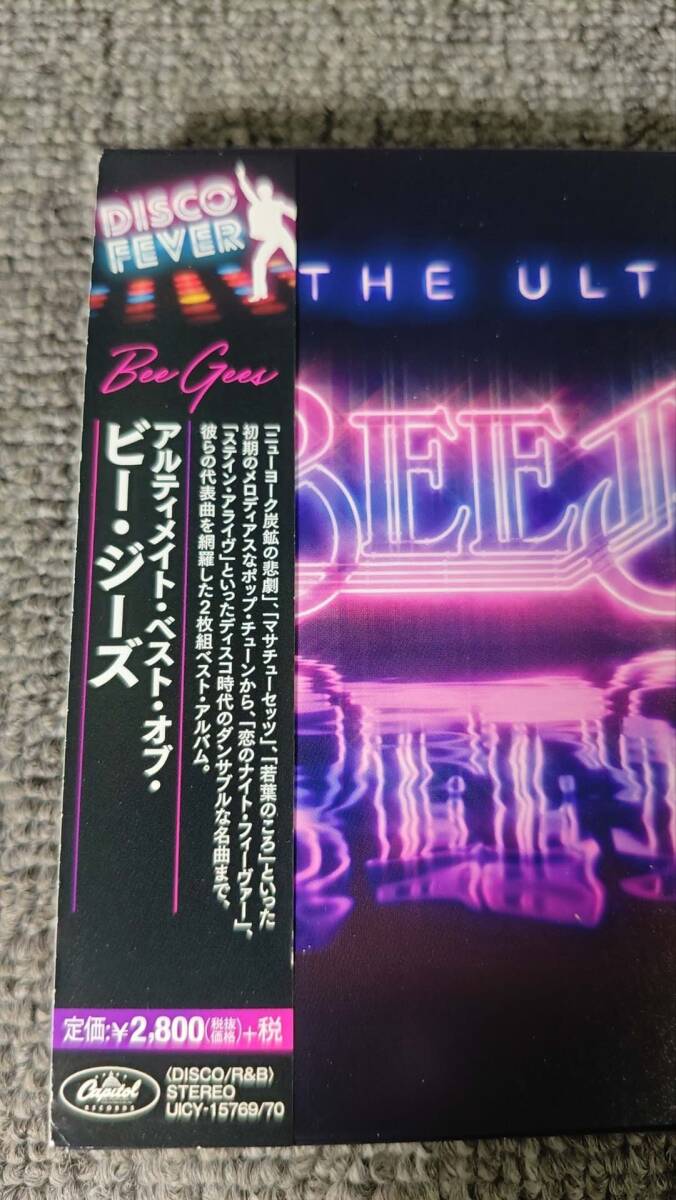 DISCO
FEVER
Bee Gees
アルティメイト・ベスト・オブ・
ビー・ジーズ
「ニューヨーク炭鉱の悲劇」、「マサチューセッツ」、「若葉のころ」といった
初期のメロディアスなポップ・チューンから、「恋のナイト・フィーヴァー」、
「ステイン・アライヴ」といったディスコ時代のダンサブルな名曲まで、
彼らの代表曲を網羅した2枚組ベスト・アルバム。
定価:¥2,800(税抜価格)+税
Capitol
RECORDS
〈DISCO/R&B〉
STEREO
UICY-15769/70
THE ULT
BEE